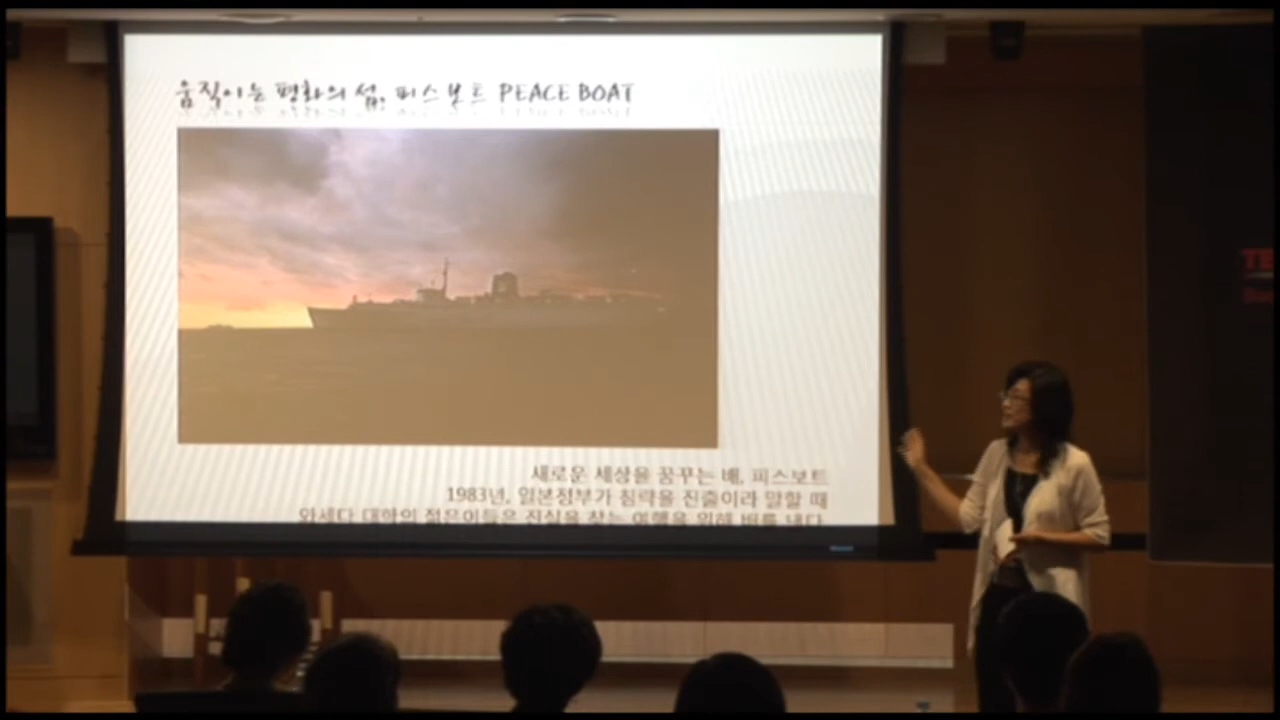 움직이는 평화의 섬, 피스보트 PEACE BOAT
새로운 세상을 꿈꾸는 배, 피스보트
1983년, 일본정부가 침략을 진출이라 말할 때
와세다 대학의 젊은이들은 진실을 찾는 여행을 위해 배를 낸다
TE